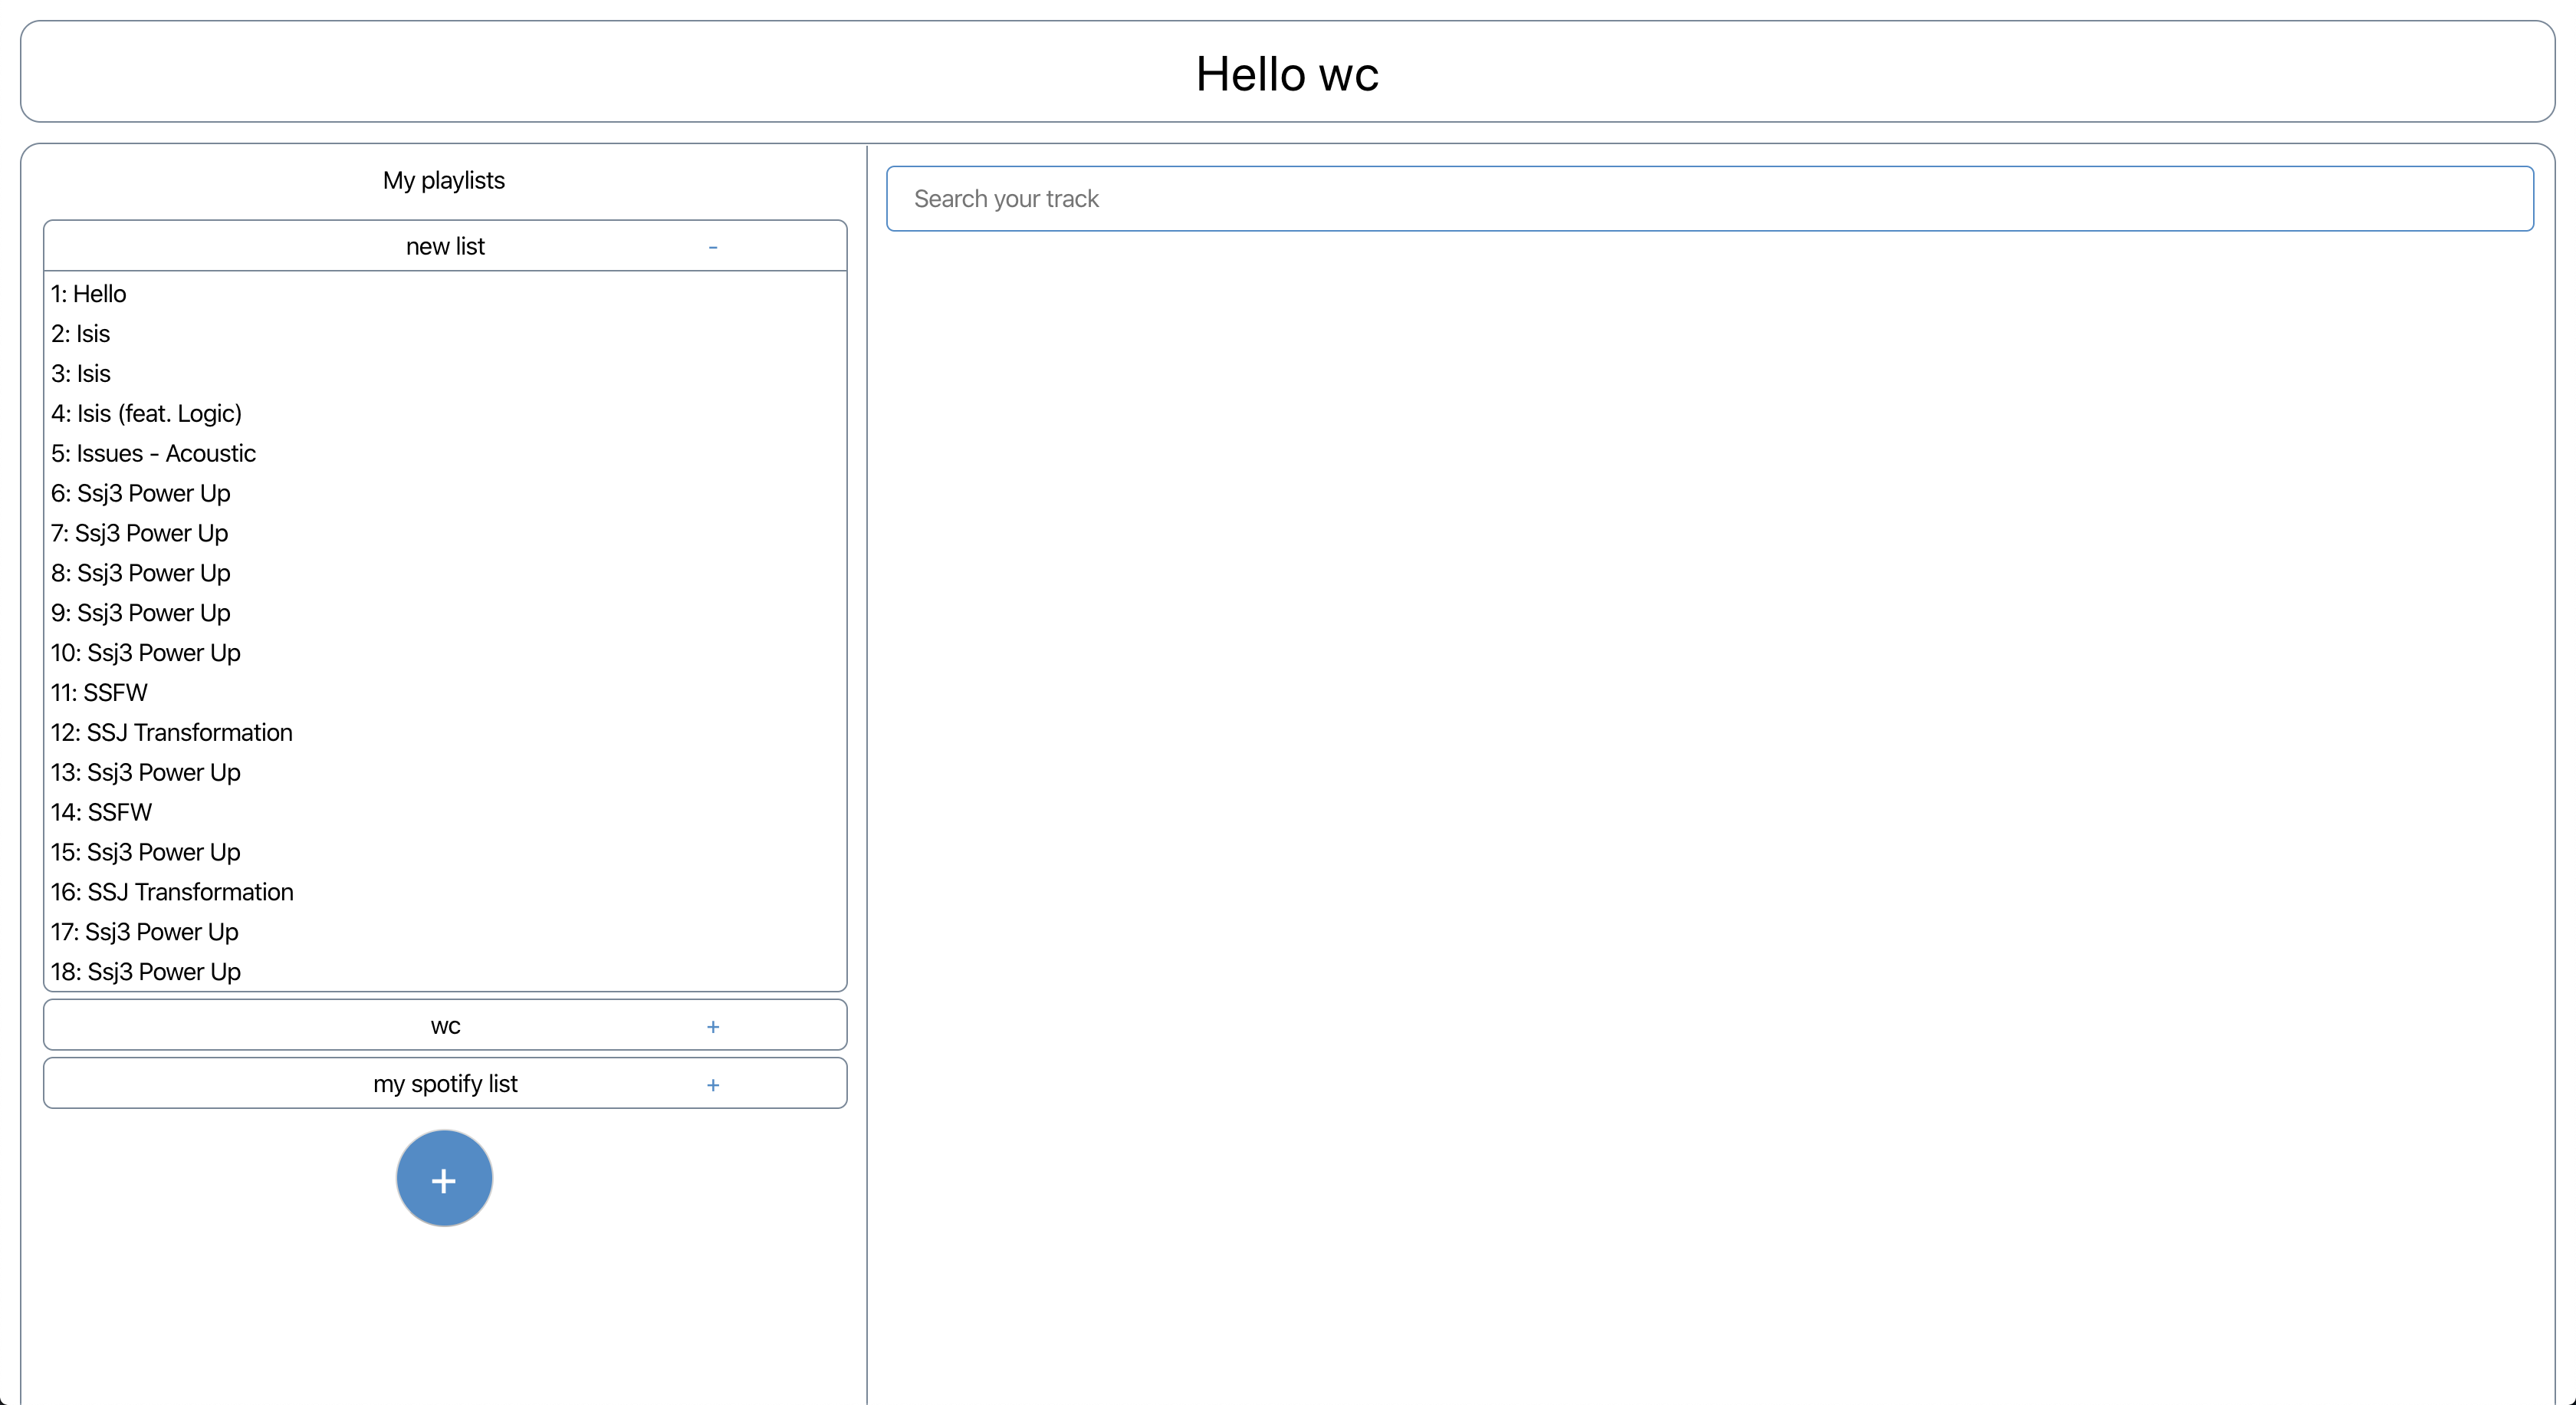 Hello wc
My playlists
new list -
1: Hello
2: Isis
3: Isis
4: Isis (feat. Logic)
5: Issues - Acoustic
6: Ssj3 Power Up
7: Ssj3 Power Up
8: Ssj3 Power Up
9: Ssj3 Power Up
10: Ssj3 Power Up
11: SSFW
12: SSJ Transformation
13: Ssj3 Power Up
14: SSFW
15: Ssj3 Power Up
16: SSJ Transformation
17: Ssj3 Power Up
18: Ssj3 Power Up
wc +
my spotify list +
+
Search your track